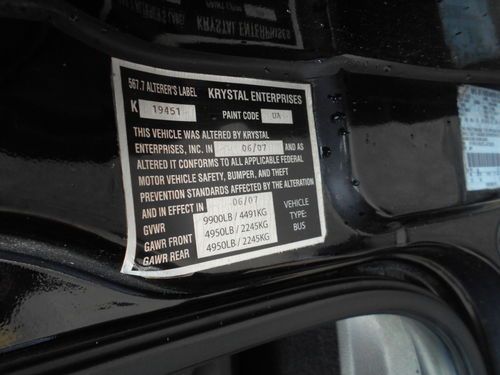 567.7 ALTERER'S LABEL KRYSTAL ENTERPRISES
K 19451 PAINT CODE UA
THIS VEHICLE WAS ALTERED BY KRYSTAL
ENTERPRISES, INC. IN 06/07 AND AS
ALTERED IT CONFORMS TO ALL APPLICABLE FEDERAL
MOTOR VEHICLE SAFETY, BUMPER, AND THEFT
PREVENTION STANDARDS AFFECTED BY THE ALTERATION
AND IN EFFECT IN 06/07
GVWR 9900LB / 4491KG VEHICLE
GAWR FRONT 4950LB / 2245KG TYPE:
GAWR REAR 4950LB / 2245KG BUS